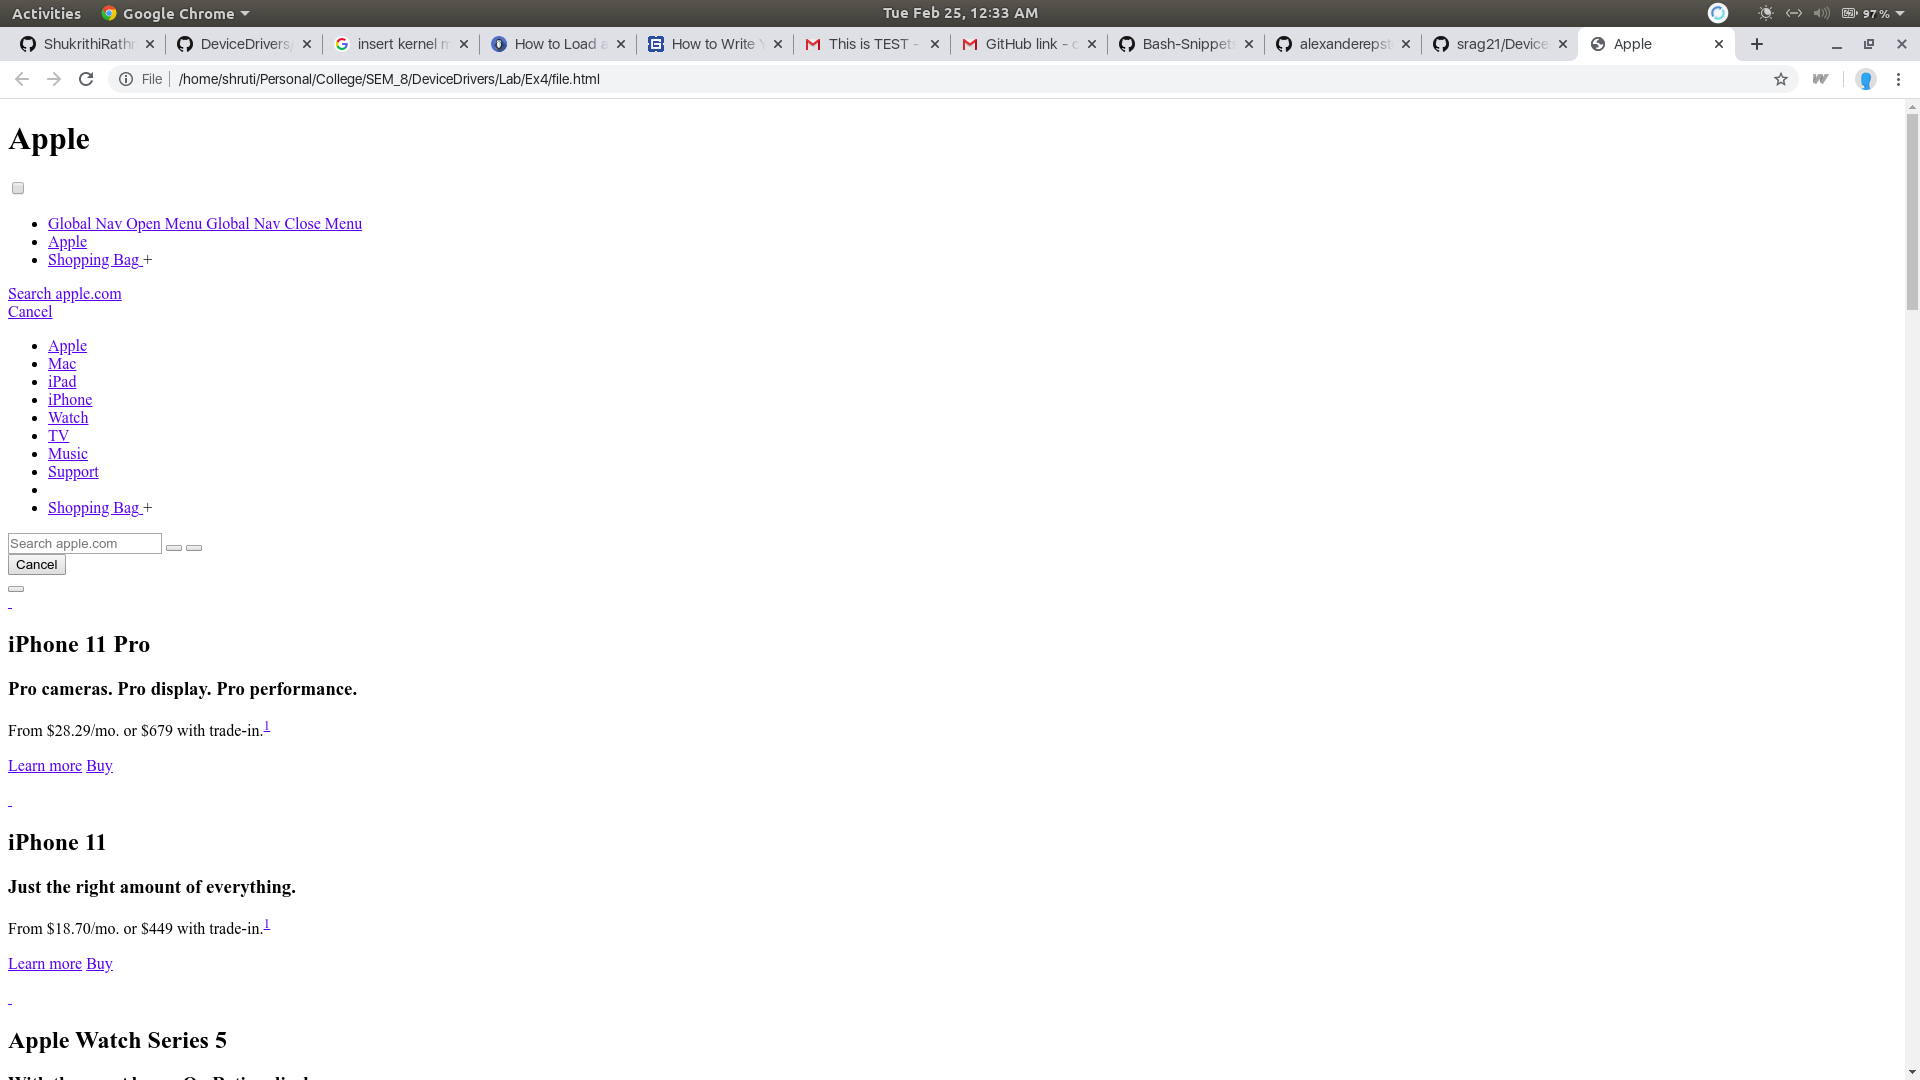 Activities Google Chrome Tue Feb 25, 12:33 AM 97 %
ShukrithiRathn DeviceDrivers/ insert kernel m How to Load a How to Write Y This is TEST - GitHub link - c Bash-Snippets alexanderepst srag21/Device Apple
File /home/shruti/Personal/College/SEM_8/DeviceDrivers/Lab/Ex4/file.html
Apple
Global Nav Open Menu Global Nav Close Menu
Apple
Shopping Bag +
Search apple.com
Cancel
Apple
Mac
iPad
iPhone
Watch
TV
Music
Support
Shopping Bag +
Search apple.com
Cancel
iPhone 11 Pro
Pro cameras. Pro display. Pro performance.
From $28.29/mo. or $679 with trade-in.1
Learn more Buy
iPhone 11
Just the right amount of everything.
From $18.70/mo. or $449 with trade-in.1
Learn more Buy
Apple Watch Series 5